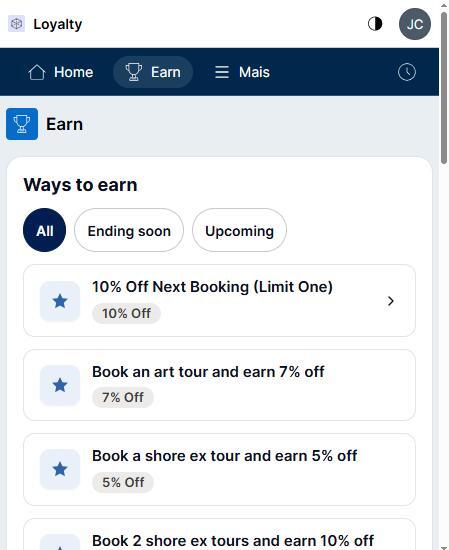 Loyalty
JC
Home
Earn
Mais
Earn
Ways to earn
All
Ending soon
Upcoming
10% Off Next Booking (Limit One)
10% Off
Book an art tour and earn 7% off
7% Off
Book a shore ex tour and earn 5% off
5% Off
Book 2 shore ex tours and earn 10% off